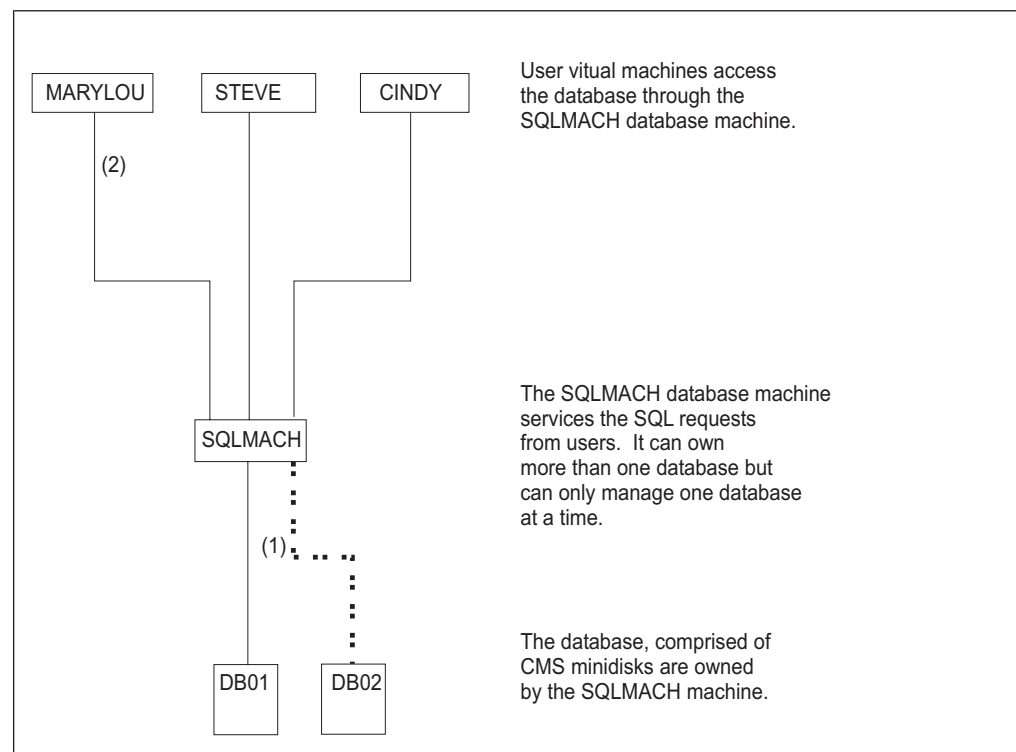 MARYLOU
STEVE
CINDY
User vitual machines access
the database through the
SQLMACH database machine.
(2)
SQLMACH
The SQLMACH database machine
services the SQL requests
from users. It can own
more than one database but
can only manage one database
at a time.
(1)
DB01
DB02
The database, comprised of
CMS minidisks are owned
by the SQLMACH machine.